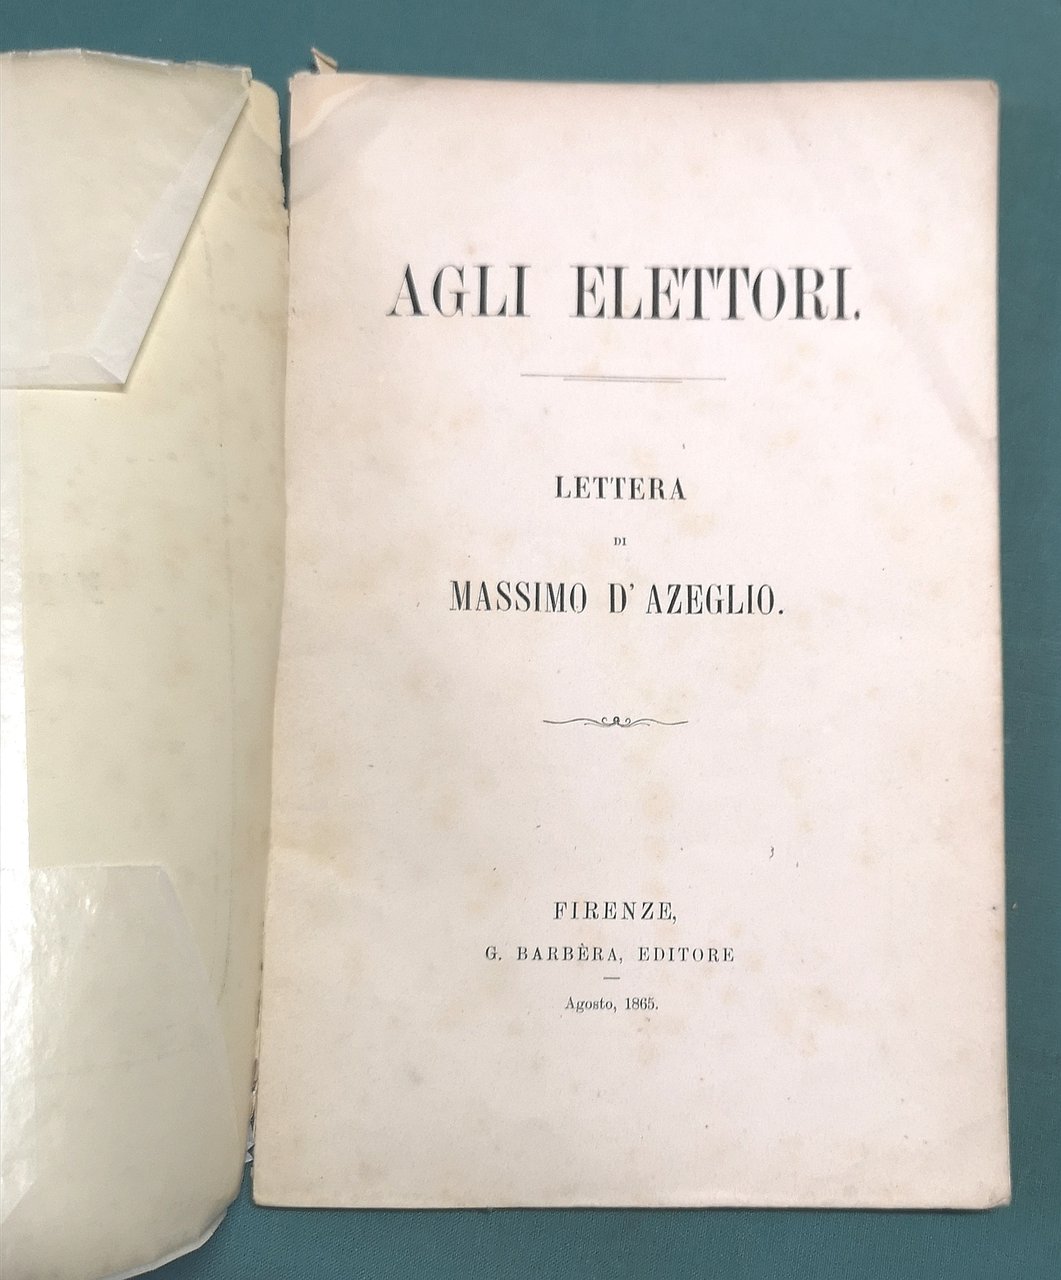 AGLI ELETTORI.
LETTERA
DI
MASSIMO D' AZEGLIO.
FIRENZE,
G. BARBÈRA, EDITORE
Agosto, 1865.